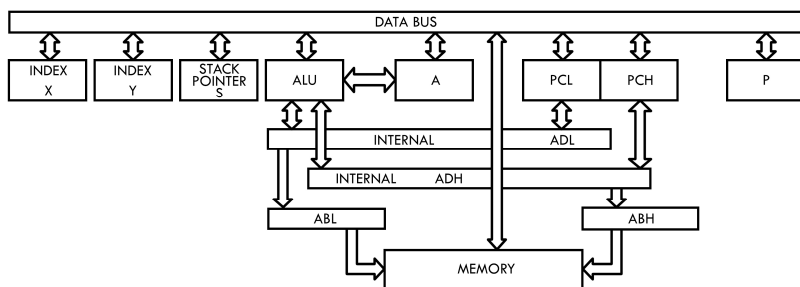 DATA BUS
INDEX
X
INDEX
Y
STACK
POINTER
S
ALU
A
PCL
PCH
P
INTERNAL ADL
INTERNAL ADH
ABL
ABH
MEMORY